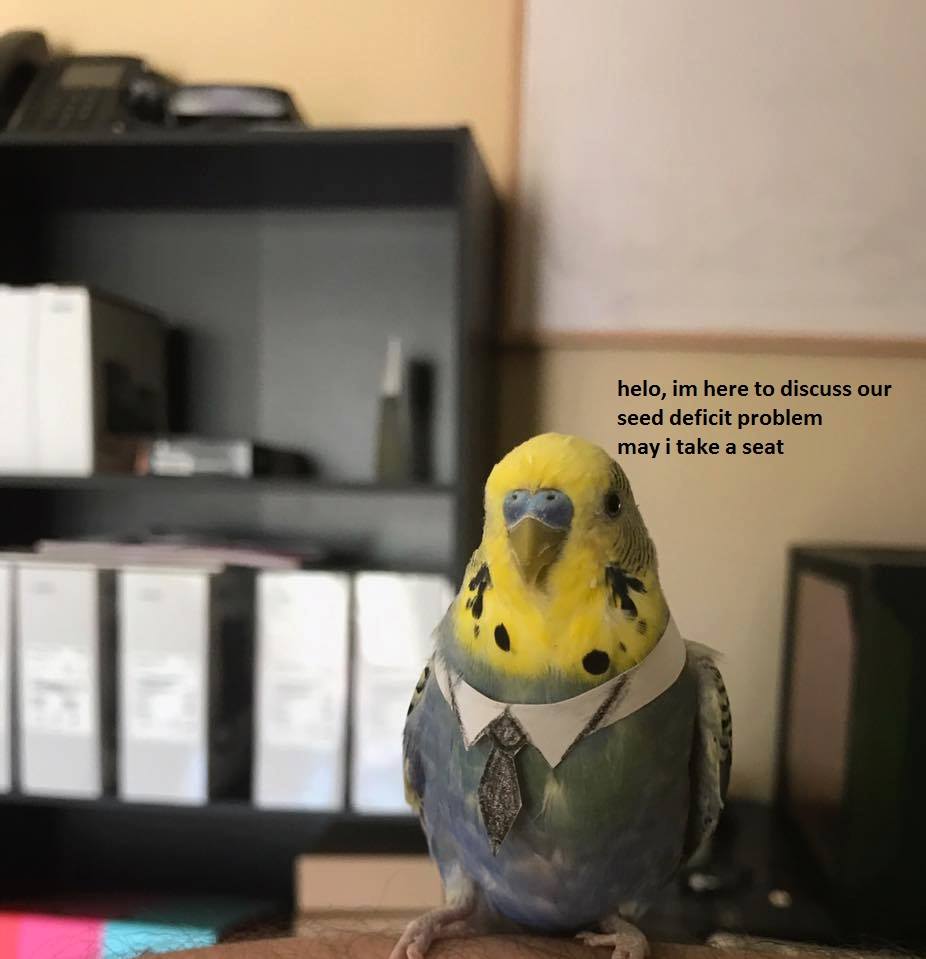 helo, im here to discuss our
seed deficit problem
may i take a seat